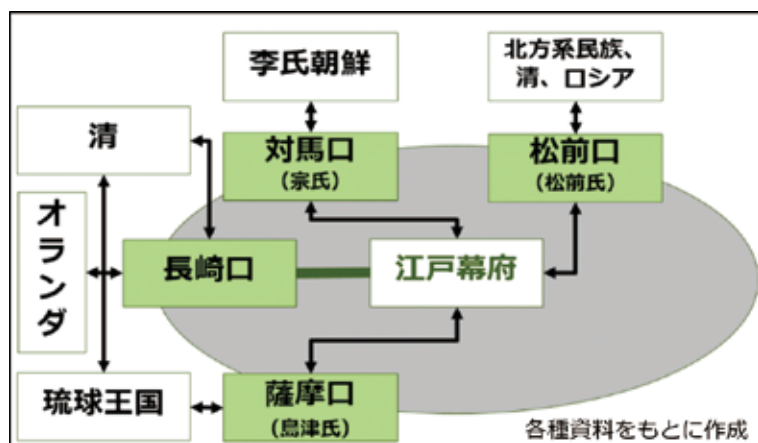 李氏朝鮮
北方系民族、
清、ロシア
清
対馬口
（宗氏）
松前口
（松前氏）
オランダ
長崎口
江戸幕府
琉球王国
薩摩口
（島津氏）
各種資料をもとに作成